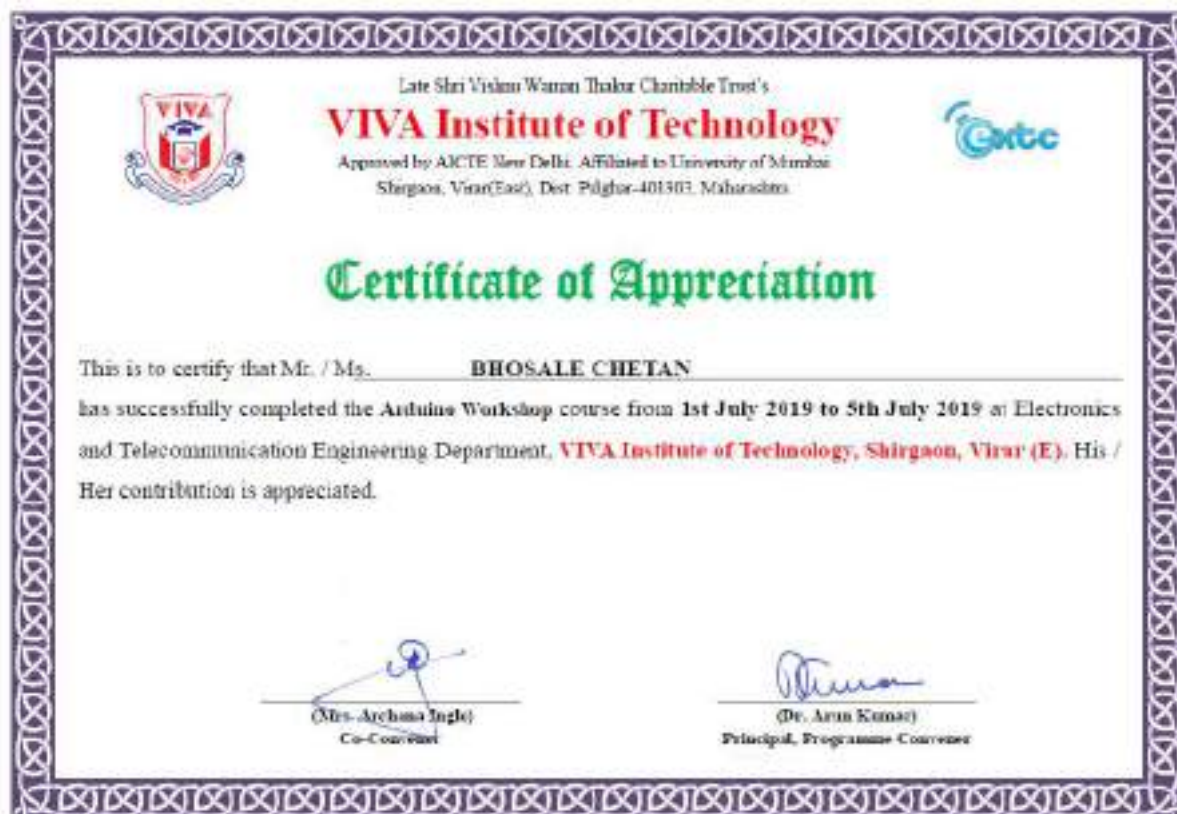 VIVA
Late Shri Vishnu Waman Thakur Charitable Trust's
VIVA Institute of Technology
Approved by AICTE New Delhi, Affiliated to University of Mumbai
Shirgaon, Virar(East), Dist. Palghar-401303, Maharashtra
extc
Certificate of Appreciation
This is to certify that Mr. / Ms. BHOSALE CHETAN
has successfully completed the Arduino Workshop course from 1st July 2019 to 5th July 2019 at Electronics
and Telecommunication Engineering Department, VIVA Institute of Technology, Shirgaon, Virar (E). His /
Her contribution is appreciated.
(Mrs. Archana Ingle)
Co-Convener
(Dr. Arun Kumar)
Principal, Programme Convener